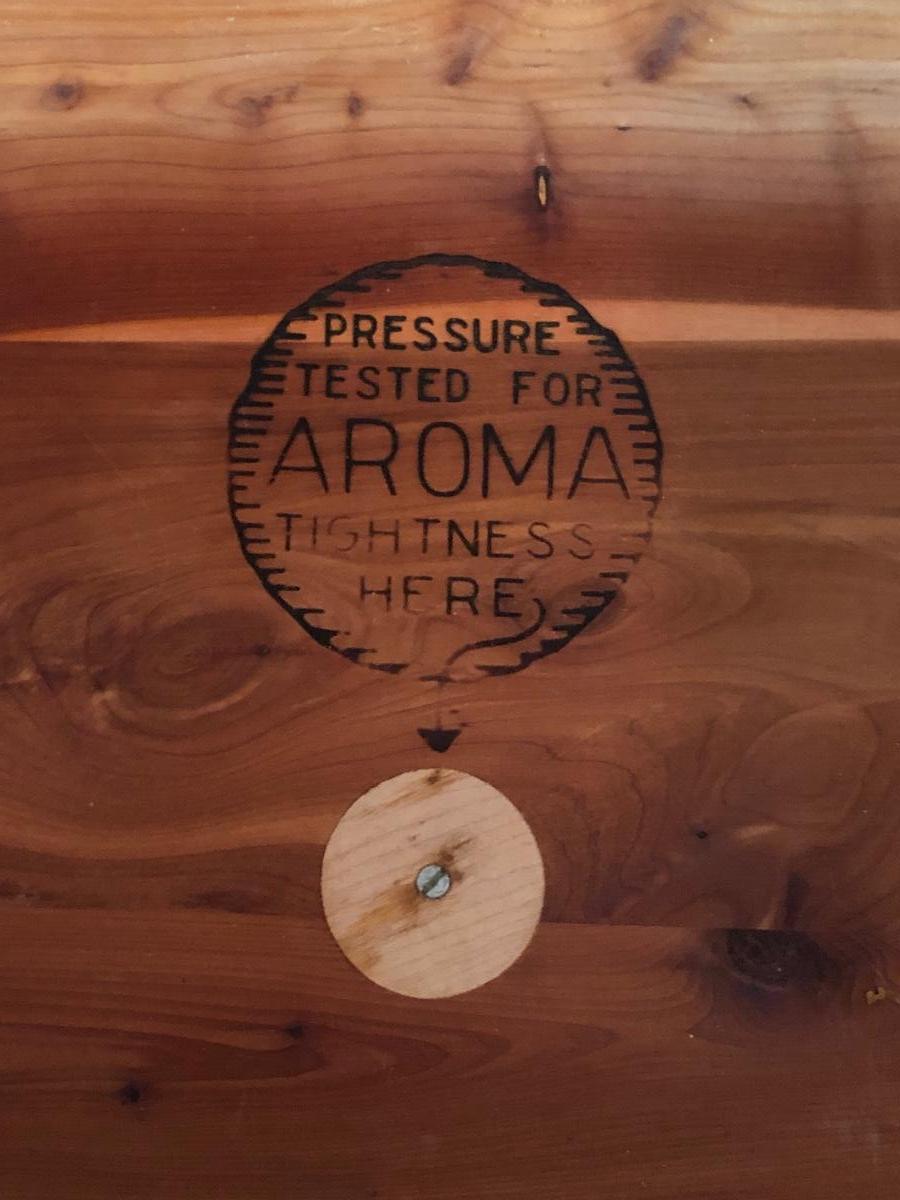 PRESSURE
TESTED FOR
AROMA
TIGHTNESS
HERE